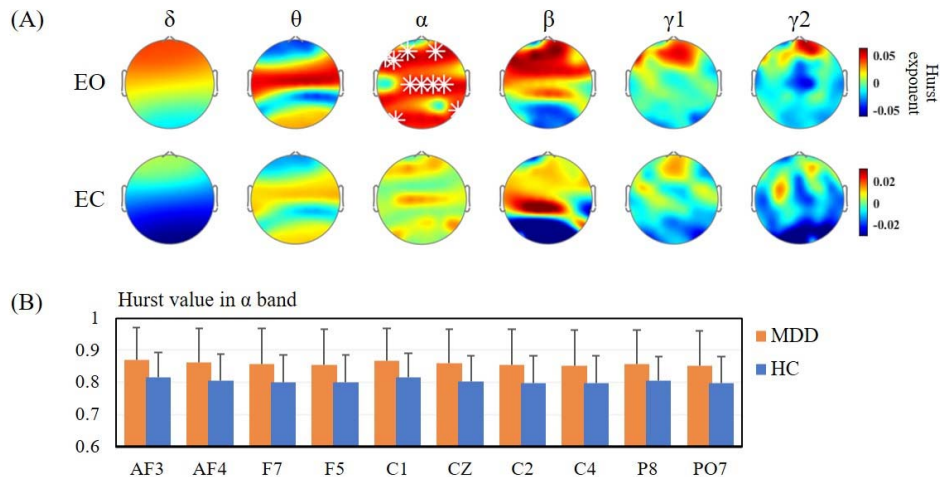 (A) δ θ α β γ1 γ2
EO
0.05
0
-0.05
Hurst
exponent
EC
0.02
0
-0.02
(B) Hurst value in α band
1
0.9
0.8
0.7
0.6
MDD
HC
AF3 AF4 F7 F5 C1 CZ C2 C4 P8 PO7